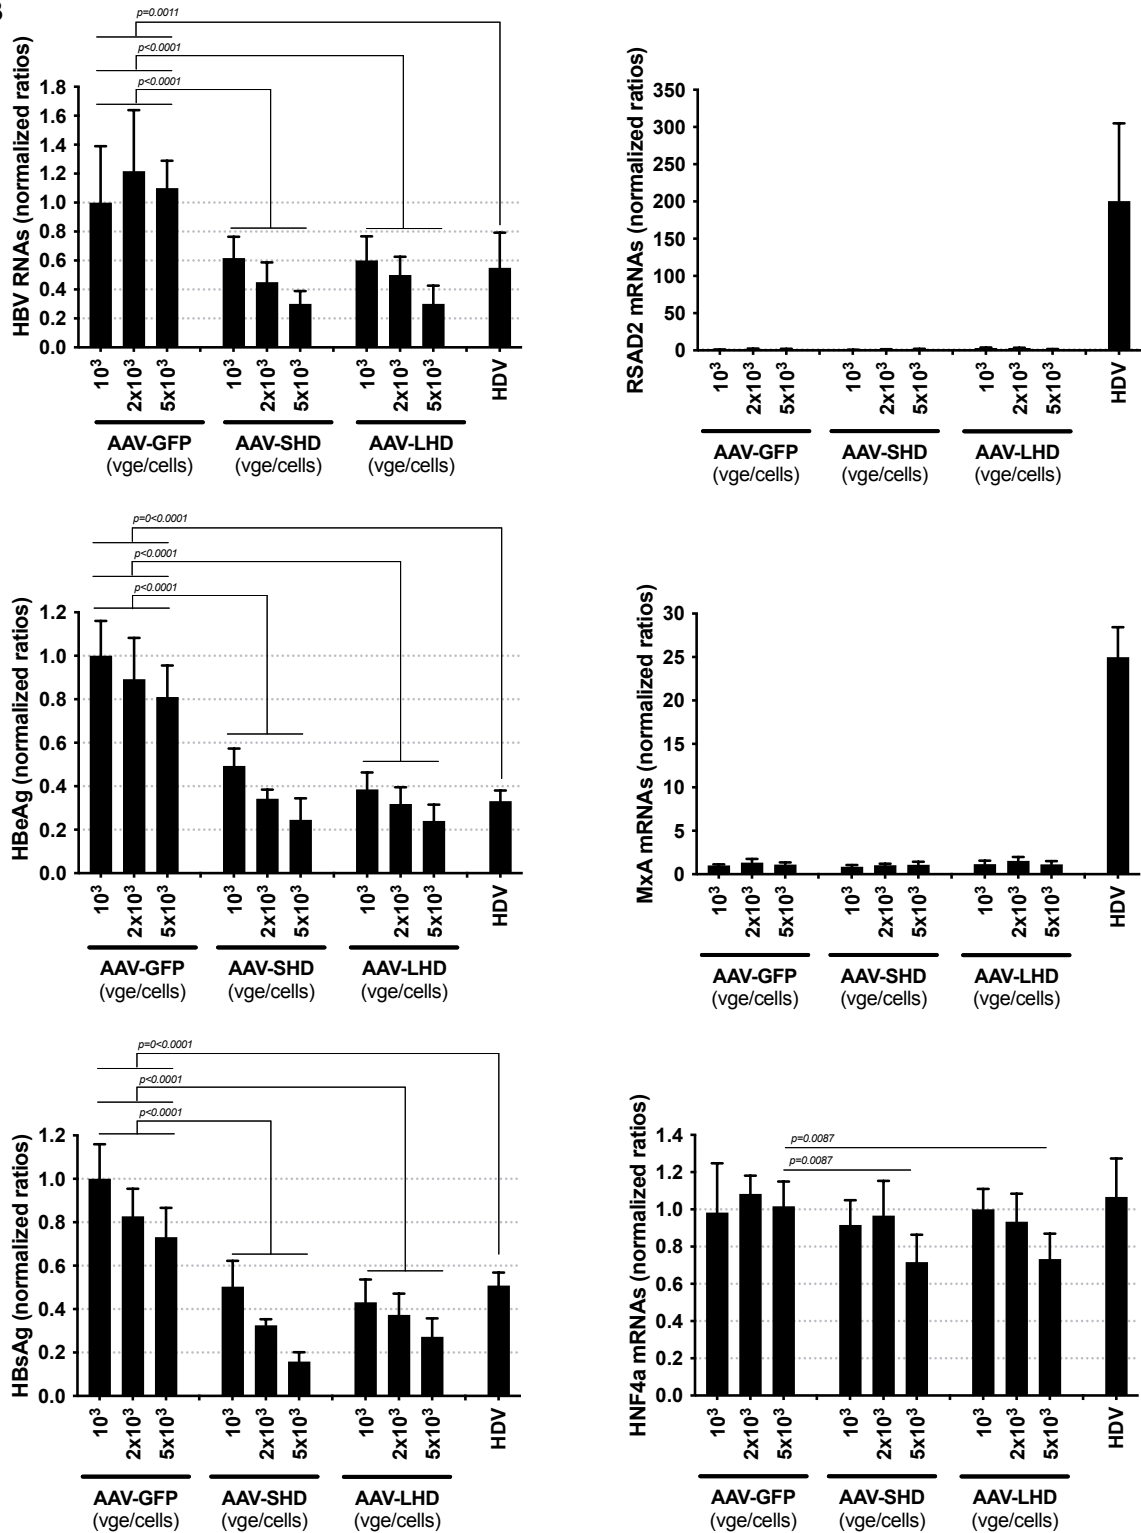 B
p=0.0011
p<0.0001
p<0.0001
HBV RNAs (normalized ratios)
1.8
1.6
1.4
1.2
1.0
0.8
0.6
0.4
0.2
0.0
10³ 2x10³ 5x10³ 10³ 2x10³ 5x10³ 10³ 2x10³ 5x10³ HDV
AAV-GFP AAV-SHD AAV-LHD
(vge/cells) (vge/cells) (vge/cells)
RSAD2 mRNAs (normalized ratios)
350
300
250
200
150
100
50
0
10³ 2x10³ 5x10³ 10³ 2x10³ 5x10³ 10³ 2x10³ 5x10³ HDV
AAV-GFP AAV-SHD AAV-LHD
(vge/cells) (vge/cells) (vge/cells)
p=0<0.0001
p<0.0001
p<0.0001
HBeAg (normalized ratios)
1.2
1.0
0.8
0.6
0.4
0.2
0.0
10³ 2x10³ 5x10³ 10³ 2x10³ 5x10³ 10³ 2x10³ 5x10³ HDV
AAV-GFP AAV-SHD AAV-LHD
(vge/cells) (vge/cells) (vge/cells)
MxA mRNAs (normalized ratios)
30
25
20
15
10
5
0
10³ 2x10³ 5x10³ 10³ 2x10³ 5x10³ 10³ 2x10³ 5x10³ HDV
AAV-GFP AAV-SHD AAV-LHD
(vge/cells) (vge/cells) (vge/cells)
p=0<0.0001
p<0.0001
p<0.0001
HBsAg (normalized ratios)
1.2
1.0
0.8
0.6
0.4
0.2
0.0
10³ 2x10³ 5x10³ 10³ 2x10³ 5x10³ 10³ 2x10³ 5x10³ HDV
AAV-GFP AAV-SHD AAV-LHD
(vge/cells) (vge/cells) (vge/cells)
p=0.0087
p=0.0087
HNF4a mRNAs (normalized ratios)
1.4
1.2
1.0
0.8
0.6
0.4
0.2
0.0
10³ 2x10³ 5x10³ 10³ 2x10³ 5x10³ 10³ 2x10³ 5x10³ HDV
AAV-GFP AAV-SHD AAV-LHD
(vge/cells) (vge/cells) (vge/cells)